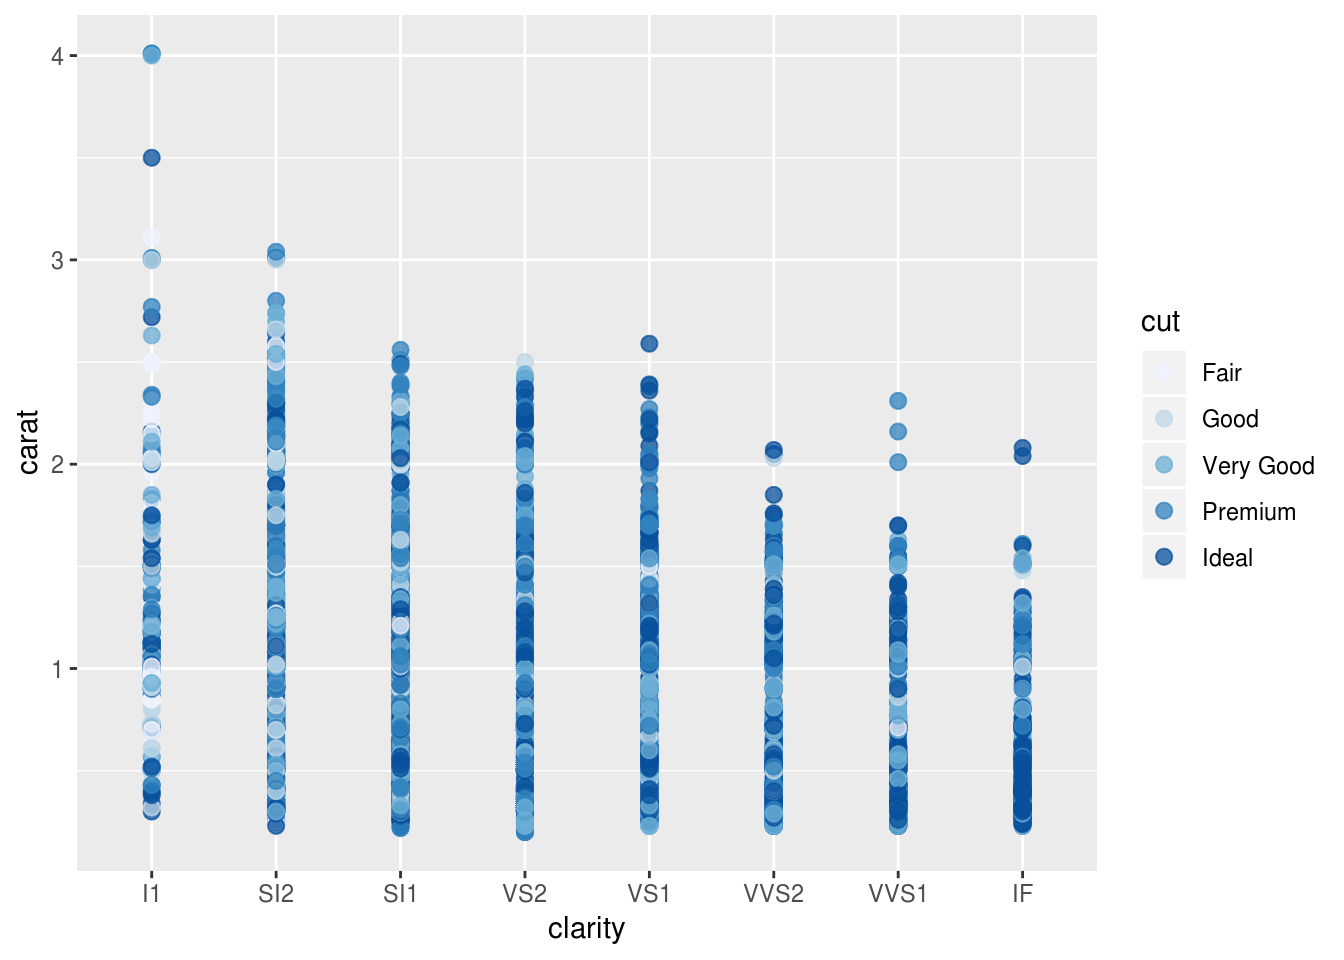 4
3
2
1
carat
I1 SI2 SI1 VS2 VS1 VVS2 VVS1 IF
clarity
cut
Fair
Good
Very Good
Premium
Ideal